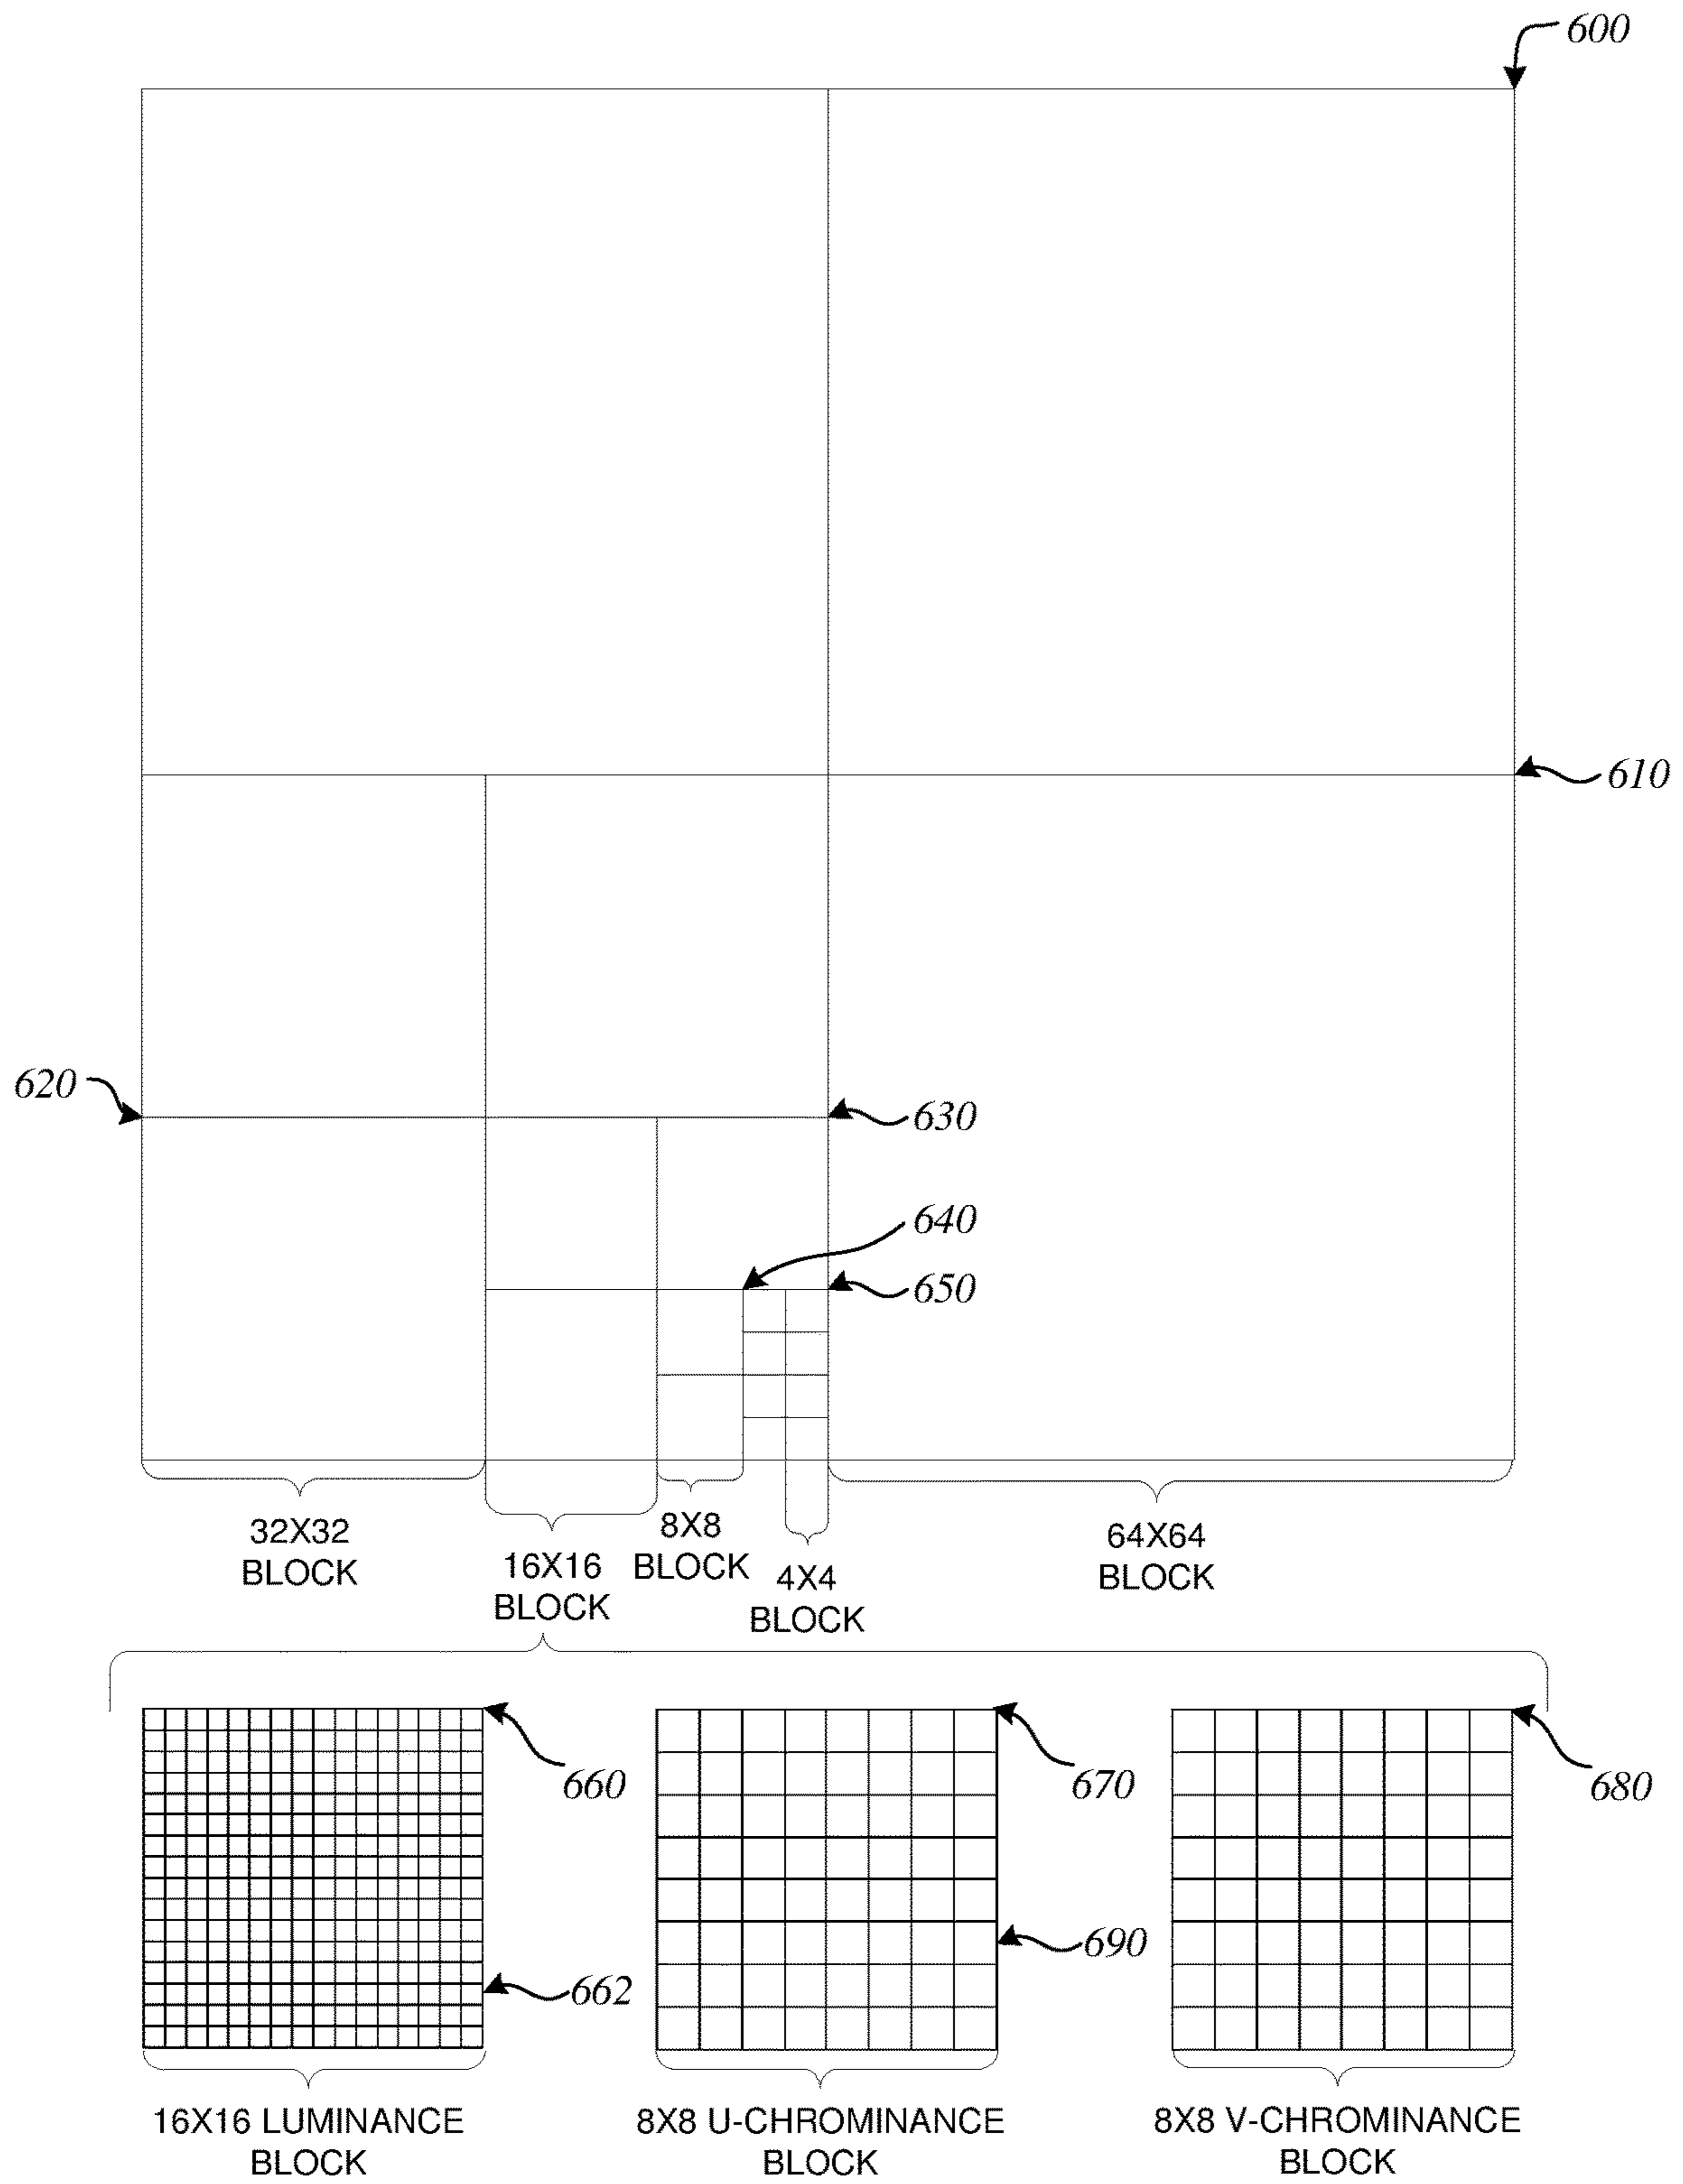 600
610
620
630
640
650
32X32
BLOCK
16X16
BLOCK
8X8
BLOCK
4X4
BLOCK
64X64
BLOCK
660
670
680
690
662
16X16 LUMINANCE
BLOCK
8X8 U-CHROMINANCE
BLOCK
8X8 V-CHROMINANCE
BLOCK